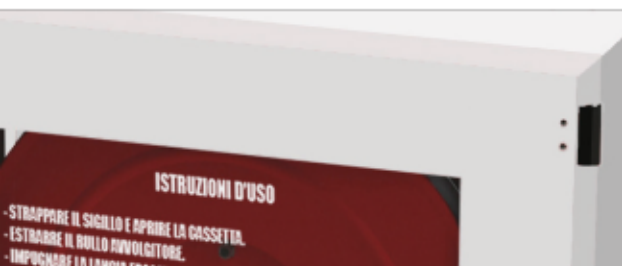 ISTRUZIONI D'USO
- STRAPPARE IL SIGILLO E APRIRE LA CASSETTA.
- ESTRARRE IL RULLO AVVOLGITORE.
- IMPUGNARE LA LANCIA